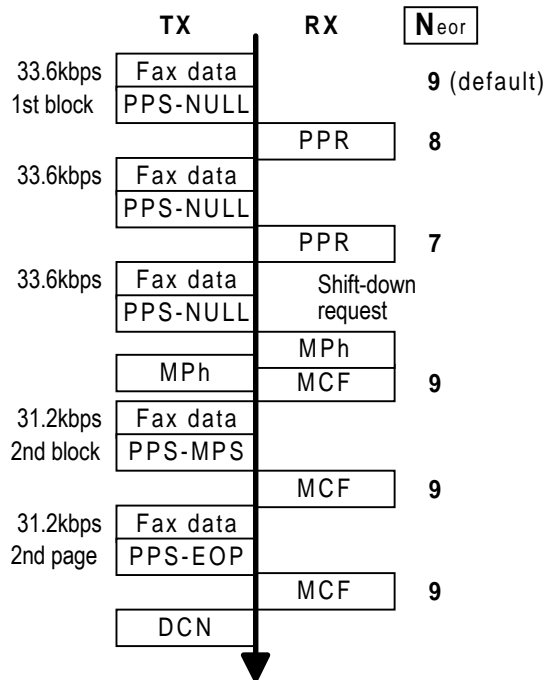 TX RX Neor
33.6kbps Fax data 9 (default)
1st block PPS-NULL
PPR 8
33.6kbps Fax data
PPS-NULL
PPR 7
33.6kbps Fax data Shift-down
PPS-NULL request
MPh
MPh
MCF 9
31.2kbps Fax data
2nd block PPS-MPS
MCF 9
31.2kbps Fax data
2nd page PPS-EOP
MCF 9
DCN